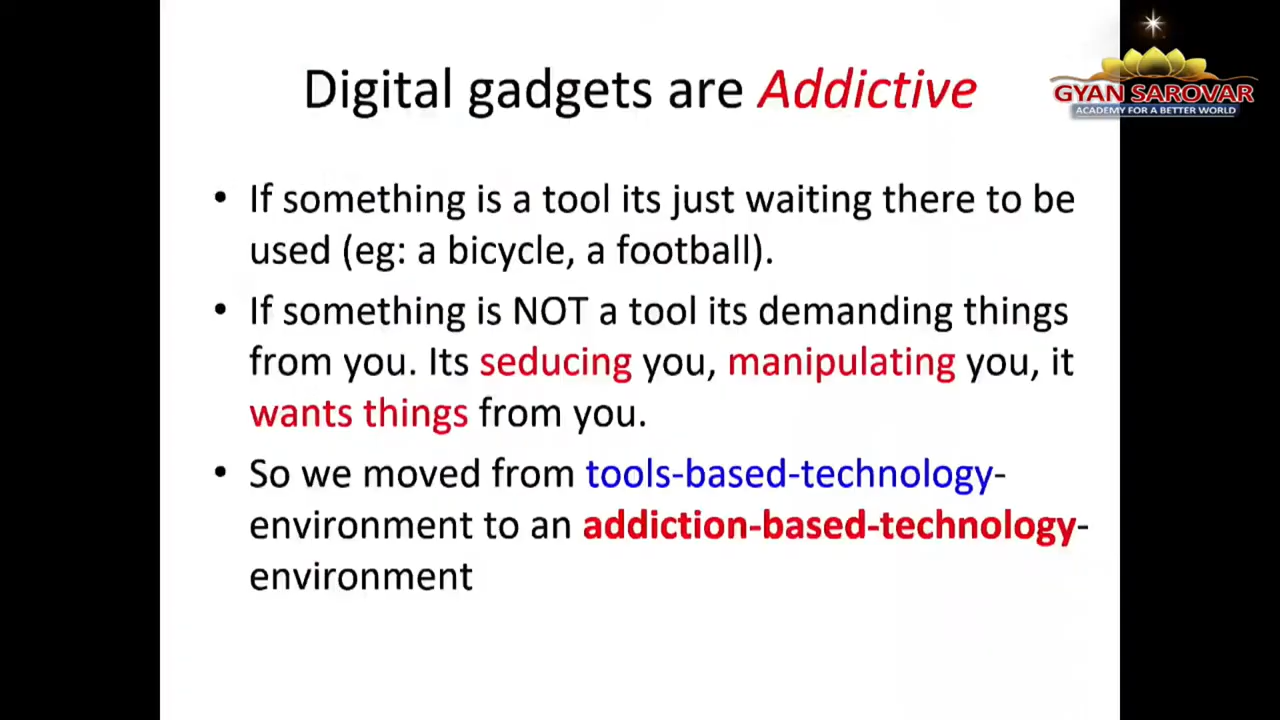 Digital gadgets are Addictive
GYAN SAROVAR
ACADEMY FOR A BETTER WORLD
• If something is a tool its just waiting there to be
used (eg: a bicycle, a football).
• If something is NOT a tool its demanding things
from you. Its seducing you, manipulating you, it
wants things from you.
• So we moved from tools-based-technology-
environment to an addiction-based-technology-
environment